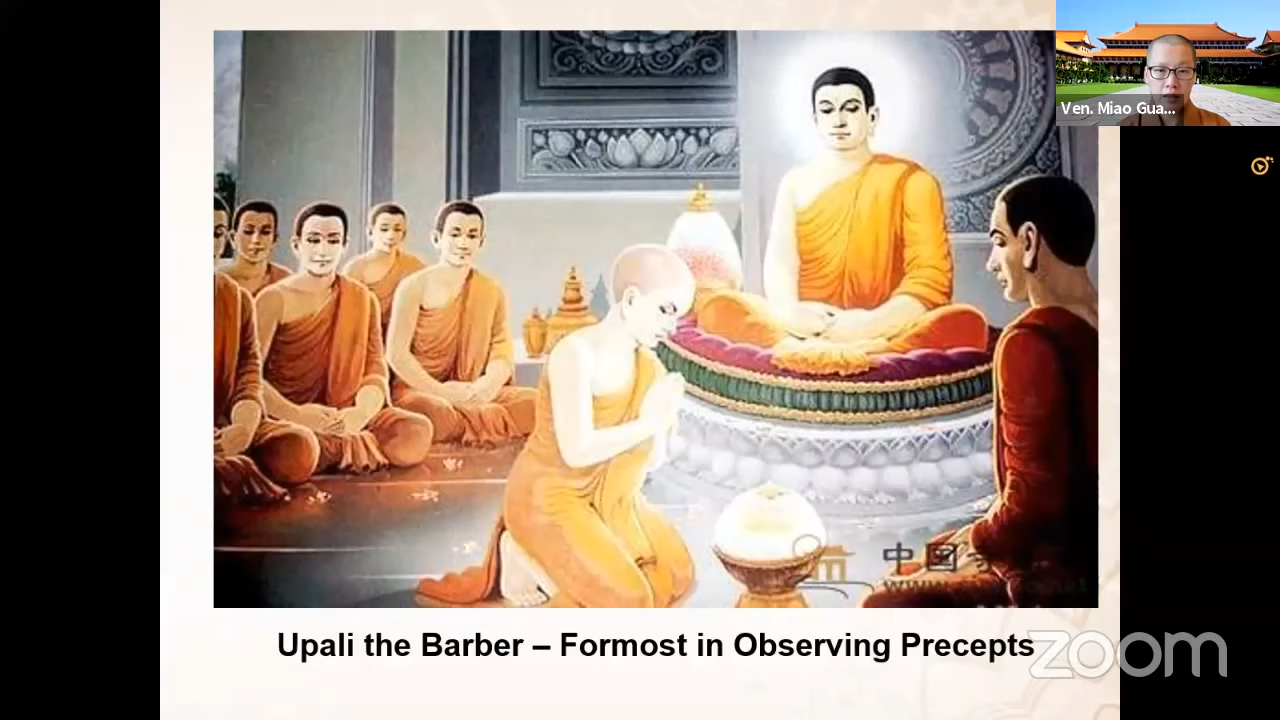 Ven. Miao Gua...
中国
Upali the Barber – Formost in Observing Precepts
zoom